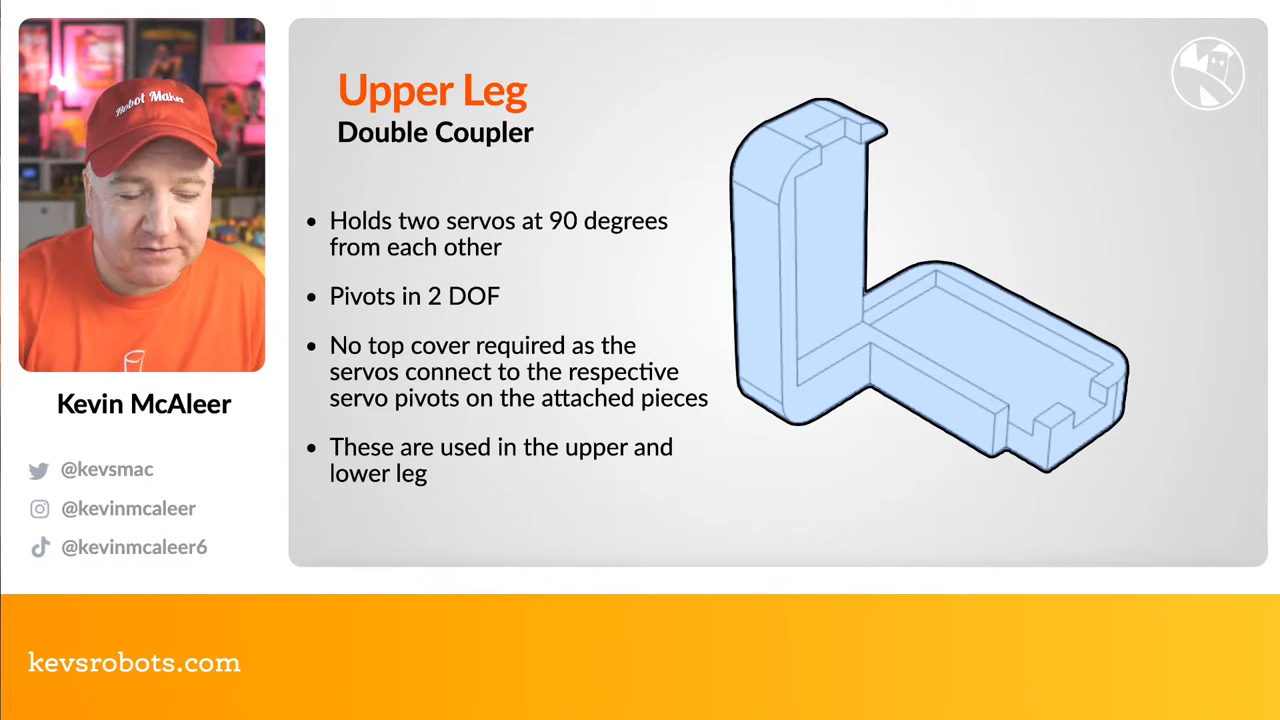 Robot Maker
Kevin McAleer
@kevsmac
@kevinmcaleer
@kevinmcaleer6
Upper Leg
Double Coupler
• Holds two servos at 90 degrees
from each other
• Pivots in 2 DOF
• No top cover required as the
servos connect to the respective
servo pivots on the attached pieces
• These are used in the upper and
lower leg
kevsrobots.com